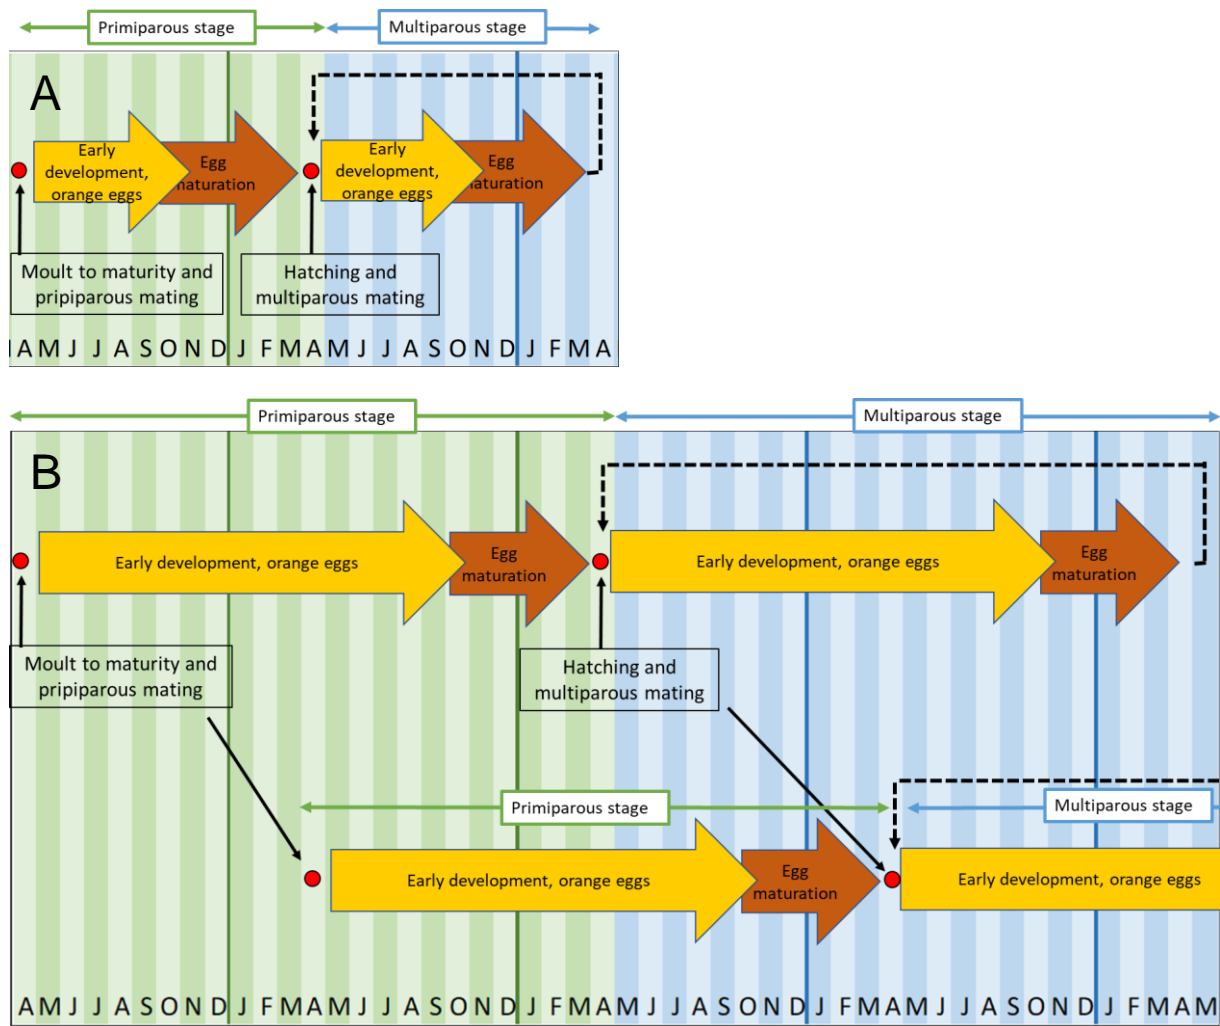 Primiparous stage
Multiparous stage
A
Early
development,
orange eggs
Egg
maturation
Early
development,
orange eggs
Egg
maturation
Moult to maturity and
pripiparous mating
Hatching and
multiparous mating
A M J J A S O N D J F M A M J J A S O N D J F M A
Primiparous stage
Multiparous stage
B
Early development, orange eggs
Egg
maturation
Early development, orange eggs
Egg
maturation
Moult to maturity and
pripiparous mating
Hatching and
multiparous mating
Primiparous stage
Multiparous stage
Early development, orange eggs
Egg
maturation
Early development, orange eggs
A M J J A S O N D J F M A M J J A S O N D J F M A M J J A S O N D J F M A M J J A S O N D J F M A M